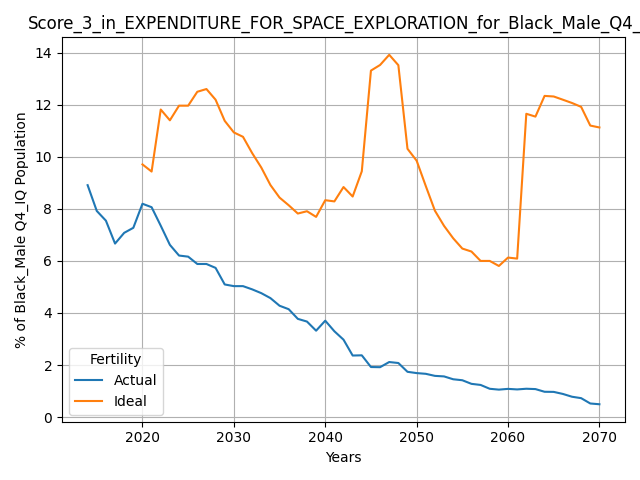 Score_3_in_EXPENDITURE_FOR_SPACE_EXPLORATION_for_Black_Male_Q4_
14
12
10
8
6
4
2
0
% of Black_Male Q4_IQ Population
Fertility
Actual
Ideal
2020 2030 2040 2050 2060 2070
Years